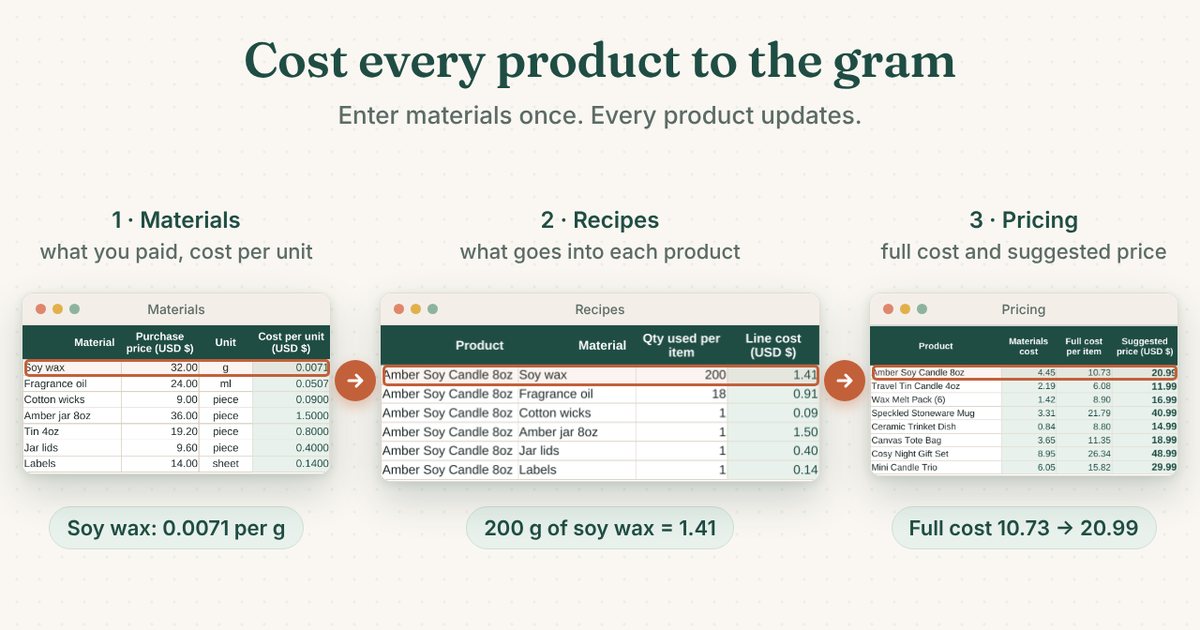 Cost every product to the gram
Enter materials once. Every product updates.
1 · Materials
what you paid, cost per unit
Materials
Material Purchase price (USD $) Unit Cost per unit (USD $)
Soy wax 32.00 g 0.0071
Fragrance oil 24.00 ml 0.0507
Cotton wicks 9.00 piece 0.0900
Amber jar 8oz 36.00 piece 1.5000
Tin 4oz 19.20 piece 0.8000
Jar lids 9.60 piece 0.4000
Labels 14.00 sheet 0.1400
Soy wax: 0.0071 per g
2 · Recipes
what goes into each product
Recipes
Product Material Qty used per item Line cost (USD $)
Amber Soy Candle 8oz Soy wax 200 1.41
Amber Soy Candle 8oz Fragrance oil 18 0.91
Amber Soy Candle 8oz Cotton wicks 1 0.09
Amber Soy Candle 8oz Amber jar 8oz 1 1.50
Amber Soy Candle 8oz Jar lids 1 0.40
Amber Soy Candle 8oz Labels 1 0.14
200 g of soy wax = 1.41
3 · Pricing
full cost and suggested price
Pricing
Product Materials cost Full cost per item Suggested price (USD $)
Amber Soy Candle 8oz 4.45 10.73 20.99
Travel Tin Candle 4oz 2.19 6.08 11.99
Wax Melt Pack (6) 1.42 8.90 16.99
Speckled Stoneware Mug 3.31 21.79 40.99
Ceramic Trinket Dish 0.84 8.80 14.99
Canvas Tote Bag 3.65 11.35 18.99
Cosy Night Gift Set 8.95 26.34 48.99
Mini Candle Trio 6.05 15.82 29.99
Full cost 10.73 → 20.99